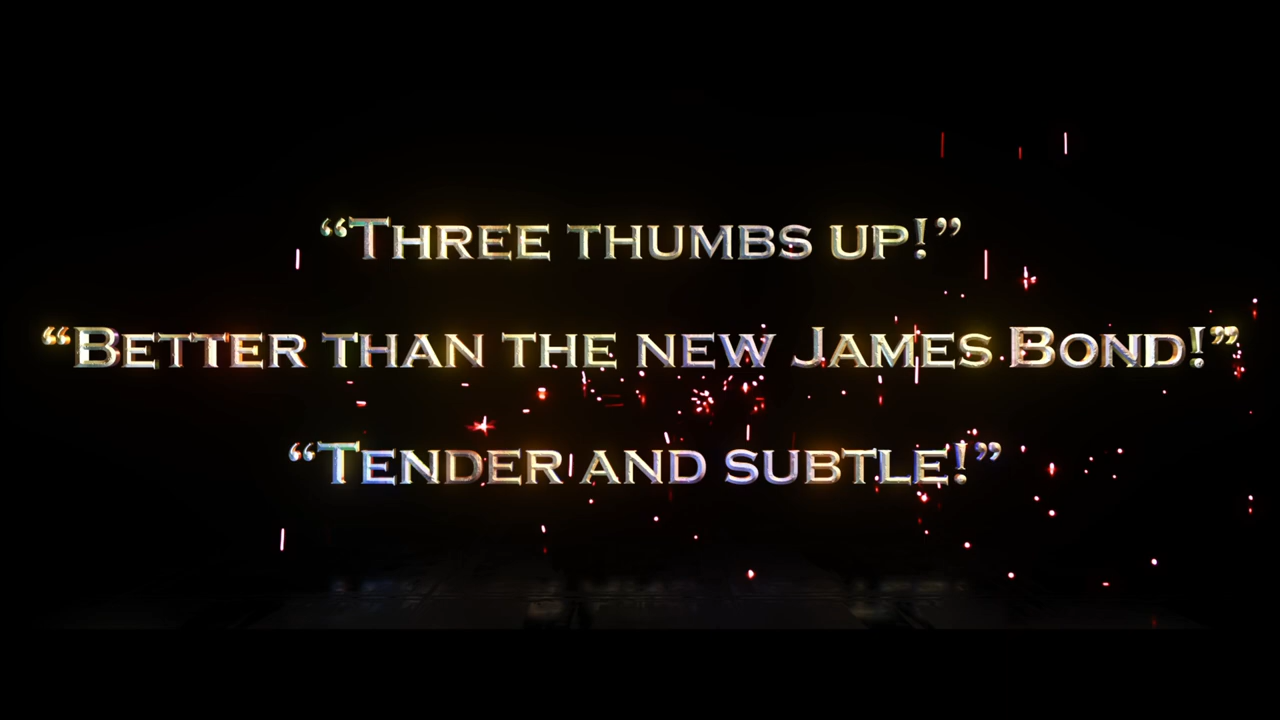 “Three thumbs up!”
“Better than the new James Bond!”
“Tender and subtle!”